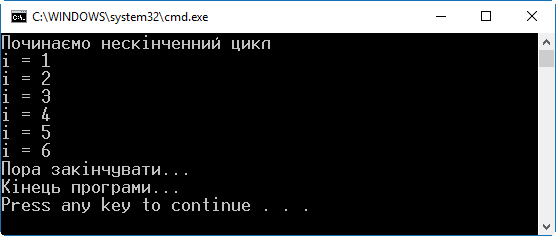 C:\WINDOWS\system32\cmd.exe
Починаємо нескінченний цикл
i = 1
i = 2
i = 3
i = 4
i = 5
i = 6
Пора закінчувати...
Кінець програми...
Press any key to continue . . .